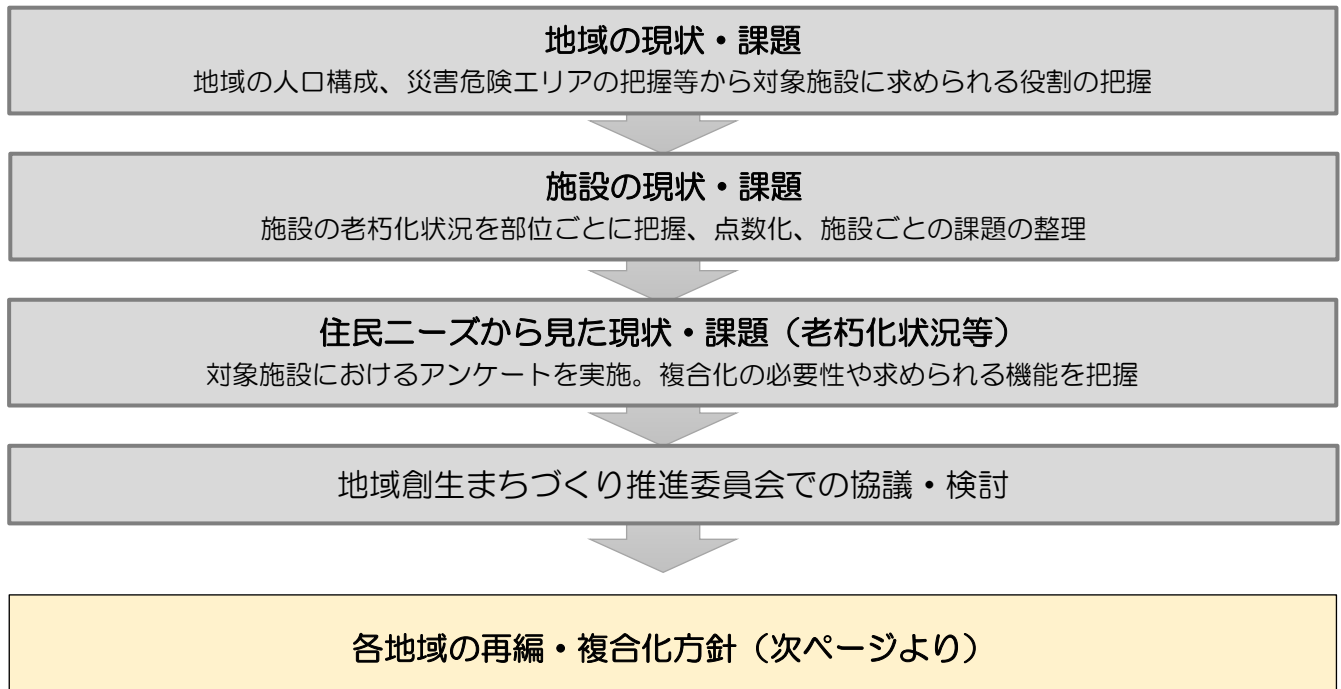 地域の現状・課題
地域の人口構成、災害危険エリアの把握等から対象施設に求められる役割の把握
施設の現状・課題
施設の老朽化状況を部位ごとに把握、点数化、施設ごとの課題の整理
住民ニーズから見た現状・課題（老朽化状況等）
対象施設におけるアンケートを実施。複合化の必要性や求められる機能を把握
地域創生まちづくり推進委員会での協議・検討
各地域の再編・複合化方針（次ページより）